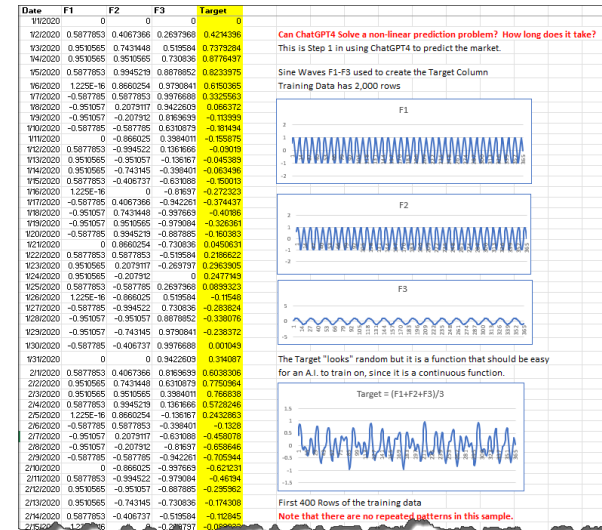 Date F1 F2 F3 Target
1/1/2020 0 0 0 0
1/2/2020 0.5877853 0.4067366 0.2697968 0.4214396
1/3/2020 0.9510565 0.7431448 0.519584 0.7379284
1/4/2020 0.9510565 0.9510565 0.730836 0.8776497
1/5/2020 0.5877853 0.9945219 0.8878852 0.8233975
1/6/2020 1.225E-16 0.8660254 0.9790841 0.6150365
1/7/2020 -0.587785 0.5877853 0.9976688 0.3325563
1/8/2020 -0.951057 0.2079117 0.9422609 0.066372
1/9/2020 -0.951057 -0.207912 0.8169699 -0.113999
1/10/2020 -0.587785 -0.587785 0.6310879 -0.181494
1/11/2020 0 -0.866025 0.3984011 -0.155875
1/12/2020 0.5877853 -0.994522 0.1361666 -0.09019
1/13/2020 0.9510565 -0.951057 -0.136167 -0.045389
1/14/2020 0.9510565 -0.743145 -0.398401 -0.063496
1/15/2020 0.5877853 -0.406737 -0.631088 -0.150013
1/16/2020 1.225E-16 0 -0.81697 -0.272323
1/17/2020 -0.587785 0.4067366 -0.942261 -0.374437
1/18/2020 -0.951057 0.7431448 -0.997669 -0.40186
1/19/2020 -0.951057 0.9510565 -0.979084 -0.326361
1/20/2020 -0.587785 0.9945219 -0.887885 -0.160383
1/21/2020 0 0.8660254 -0.730836 0.0450631
1/22/2020 0.5877853 0.5877853 -0.519584 0.2186622
1/23/2020 0.9510565 0.2079117 -0.269797 0.2963905
1/24/2020 0.9510565 -0.207912 0 0.2477149
1/25/2020 0.5877853 -0.587785 0.2697968 0.0899323
1/26/2020 1.225E-16 -0.866025 0.519584 -0.11548
1/27/2020 -0.587785 -0.994522 0.730836 -0.283824
1/28/2020 -0.951057 -0.951057 0.8878852 -0.338076
1/29/2020 -0.951057 -0.743145 0.9790841 -0.238372
1/30/2020 -0.587785 -0.406737 0.9976688 0.001049
1/31/2020 0 0 0.9422609 0.314087
2/1/2020 0.5877853 0.4067366 0.8169699 0.6038306
2/2/2020 0.9510565 0.7431448 0.6310879 0.7750964
2/3/2020 0.9510565 0.9510565 0.3984011 0.766838
2/4/2020 0.5877853 0.9945219 0.1361666 0.5728246
2/5/2020 1.225E-16 0.8660254 -0.136167 0.2432863
2/6/2020 -0.587785 0.5877853 -0.398401 -0.1328
2/7/2020 -0.951057 0.2079117 -0.631088 -0.458078
2/8/2020 -0.951057 -0.207912 -0.81697 -0.658646
2/9/2020 -0.587785 -0.587785 -0.942261 -0.705944
2/10/2020 0 -0.866025 -0.997669 -0.621231
2/11/2020 0.5877853 -0.994522 -0.979084 -0.46194
2/12/2020 0.9510565 -0.951057 -0.887885 -0.295962
2/13/2020 0.9510565 -0.743145 -0.730836 -0.174308
2/14/2020 0.5877853 -0.406737 -0.519584 -0.112845
Can ChatGPT4 Solve a non-linear prediction problem? How long does it take?
This is Step 1 in using ChatGPT4 to predict the market.
Sine Waves F1-F3 used to create the Target Column
Training Data has 2,000 rows
F1
2
1
0
-1
-2
F2
2
1
0
-1
-2
F3
5
0
-5
The Target "looks" random but it is a function that should be easy
for an A.I. to train on, since it is a continuous function.
Target = (F1+F2+F3)/3
1.5
1
0.5
0
-0.5
-1
-1.5
First 400 Rows of the training data
Note that there are no repeated patterns in this sample.